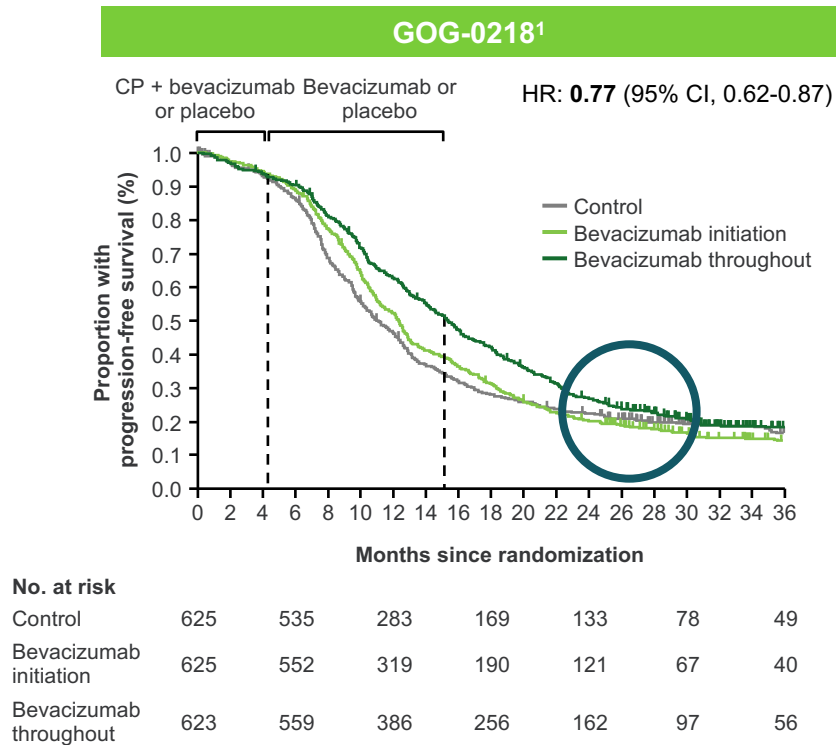 GOG-0218¹
CP + bevacizumab Bevacizumab or
or placebo placebo
HR: 0.77 (95% CI, 0.62-0.87)
Control
Bevacizumab initiation
Bevacizumab throughout
Proportion with
progression-free survival (%)
1.0
0.9
0.8
0.7
0.6
0.5
0.4
0.3
0.2
0.1
0.0
0 2 4 6 8 10 12 14 16 18 20 22 24 26 28 30 32 34 36
Months since randomization
No. at risk
Control 625 535 283 169 133 78 49
Bevacizumab
initiation 625 552 319 190 121 67 40
Bevacizumab
throughout 623 559 386 256 162 97 56